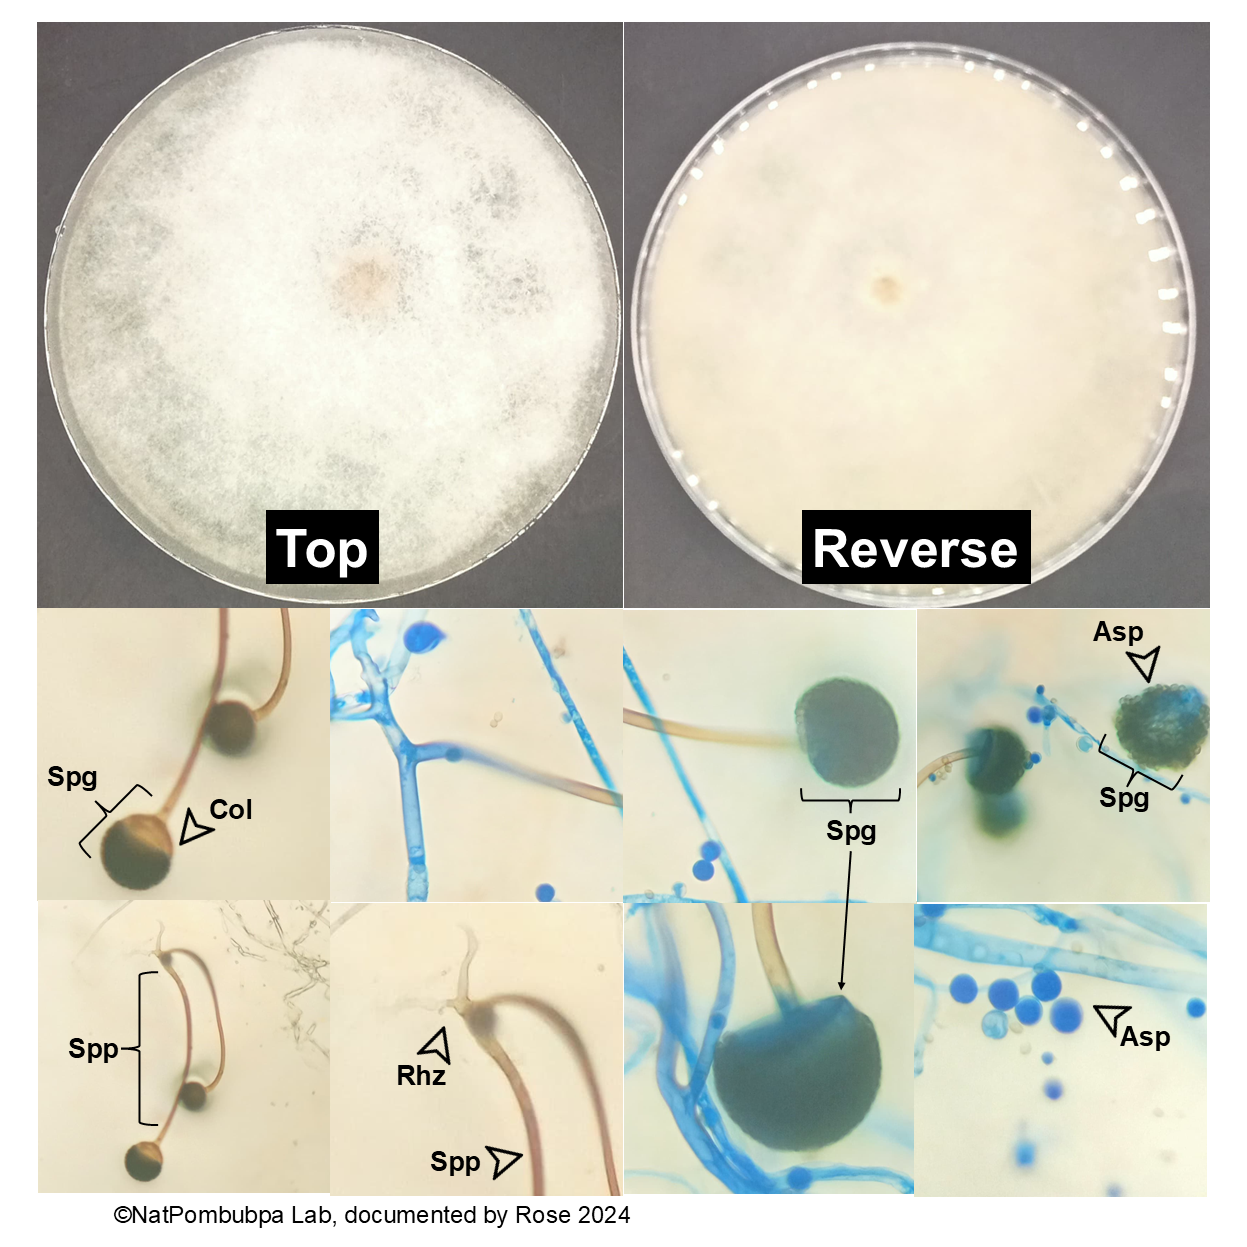 Top
Reverse
Spg
Col
Spg
Asp
Spg
Spp
Rhz
Spp
Asp
©NatPombubpa Lab, documented by Rose 2024